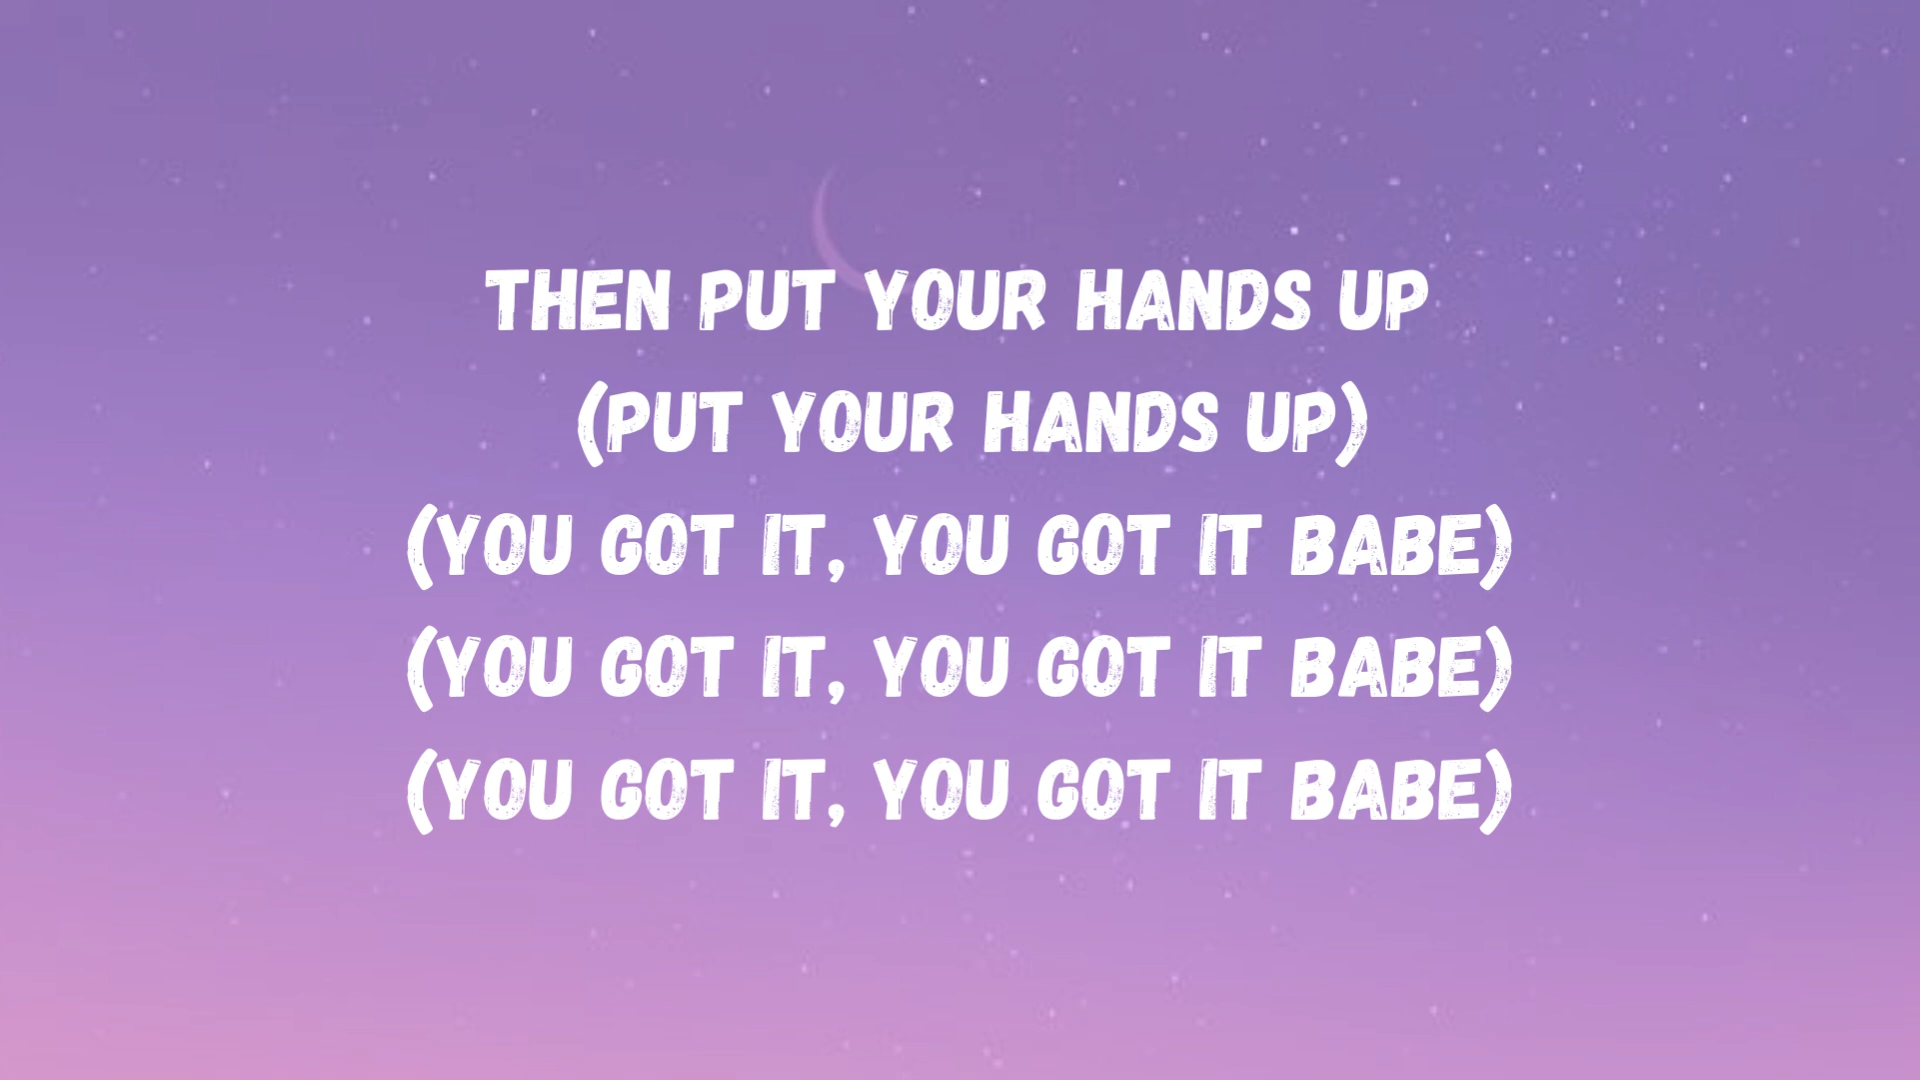 THEN PUT YOUR HANDS UP
(PUT YOUR HANDS UP)
(YOU GOT IT, YOU GOT IT BABE)
(YOU GOT IT, YOU GOT IT BABE)
(YOU GOT IT, YOU GOT IT BABE)